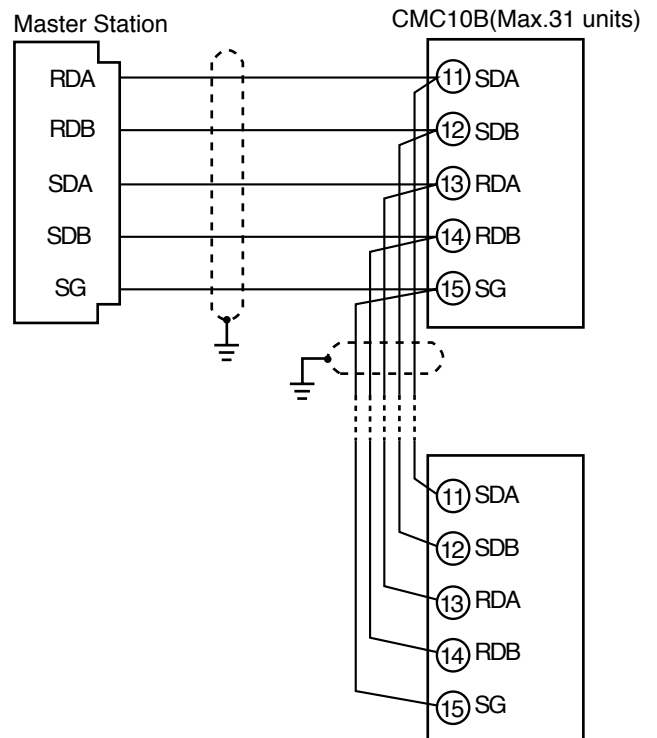 Master Station
CMC10B(Max.31 units)
RDA
RDB
SDA
SDB
SG
11 SDA
12 SDB
13 RDA
14 RDB
15 SG
11 SDA
12 SDB
13 RDA
14 RDB
15 SG